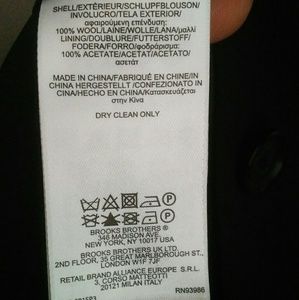 SHELL/EXTÉRIEUR/SCHLUPFBLOUSON/
INVOLUCRO/TELA EXTERIOR/
αφαιρούμενη επένδυση:
100% WOOL/LAINE/WOLLE/LANA/μαλλί
LINING/DOUBLURE/FUTTERSTOFF/
FODERA/FORRO/φοδράρισμα:
100% ACETATE/ACETAT/ACETATO/
ασετάτ
MADE IN CHINA/FABRIQUÉ EN CHINE/IN
CHINA HERGESTELLT /CONFEZIONATO IN
CINA/HECHO EN CHINA/Κατασκευάζεται
στην Κίνα
DRY CLEAN ONLY
BROOKS BROTHERS®
346 MADISON AVE
NEW YORK, NY 10017 USA
BROOKS BROTHERS UK LTD.
2ND FLOOR, 35 GREAT MARLBOROUGH ST.,
LONDON W1F 7JF
RETAIL BRAND ALLIANCE EUROPE S.R.L.
3, CORSO MATTEOTTI
20121 MILAN ITALY
RN93986